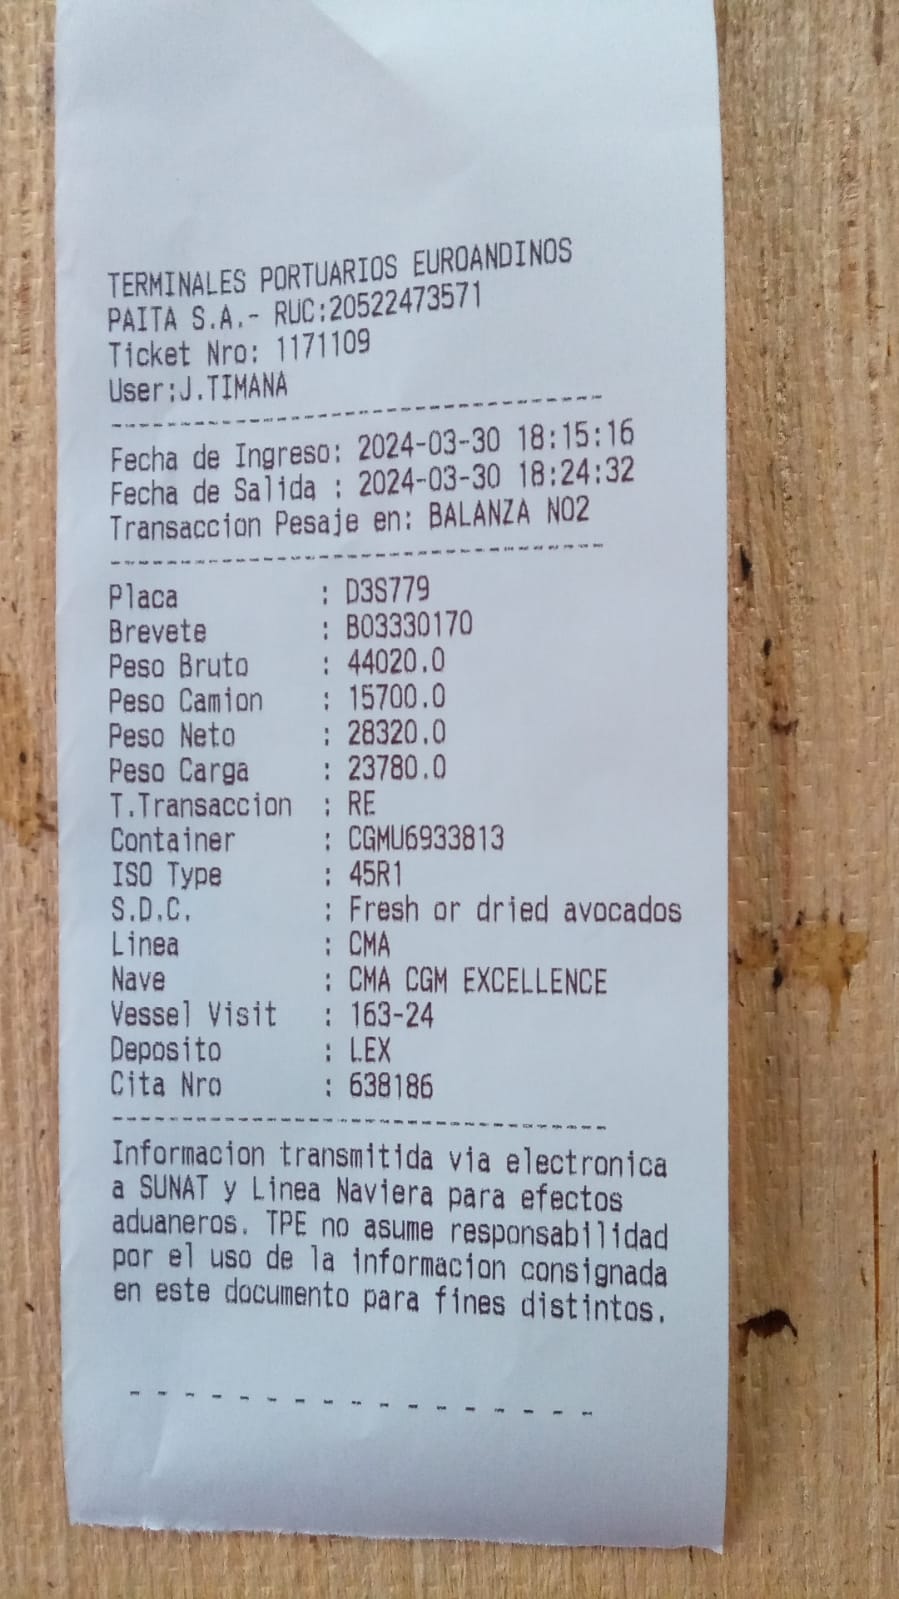 TERMINALES PORTUARIOS EUROANDINOS
PAITA S.A.- RUC:20522473571
Ticket Nro: 1171109
User:J.TIMANA
Fecha de Ingreso: 2024-03-30 18:15:16
Fecha de Salida : 2024-03-30 18:24:32
Transaccion Pesaje en: BALANZA NO2
Placa : D3S779
Brevete : B03330170
Peso Bruto : 44020.0
Peso Camion : 15700.0
Peso Neto : 28320.0
Peso Carga : 23780.0
T.Transaccion : RE
Container : CGMU6933813
ISO Type : 45R1
S.D.C. : Fresh or dried avocados
Linea : CMA
Nave : CMA CGM EXCELLENCE
Vessel Visit : 163-24
Deposito : LEX
Cita Nro : 638186
Informacion transmitida via electronica
a SUNAT y Linea Naviera para efectos
aduaneros. TPE no asume responsabilidad
por el uso de la informacion consignada
en este documento para fines distintos.